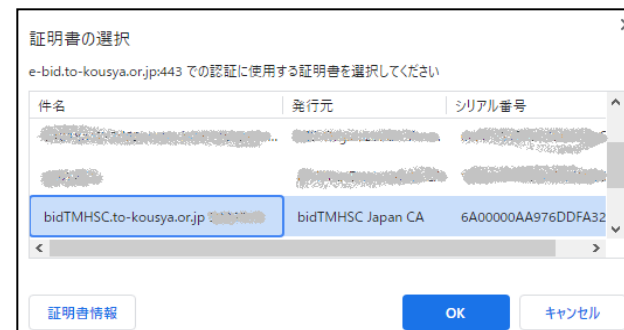 証明書の選択
e-bid.to-kousya.or.jp:443 での認証に使用する証明書を選択してください
件名 発行元 シリアル番号
bidTMHSC.to-kousya.or.jp bidTMHSC Japan CA 6A00000AA976DDFA32
証明書情報 OK キャンセル